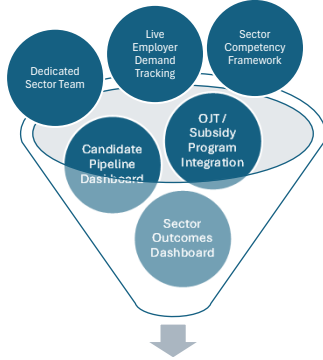 Live
Employer
Demand
Tracking
Sector
Competency
Framework
Dedicated
Sector Team
OJT /
Subsidy
Program
Integration
Candidate
Pipeline
Dashboard
Sector
Outcomes
Dashboard